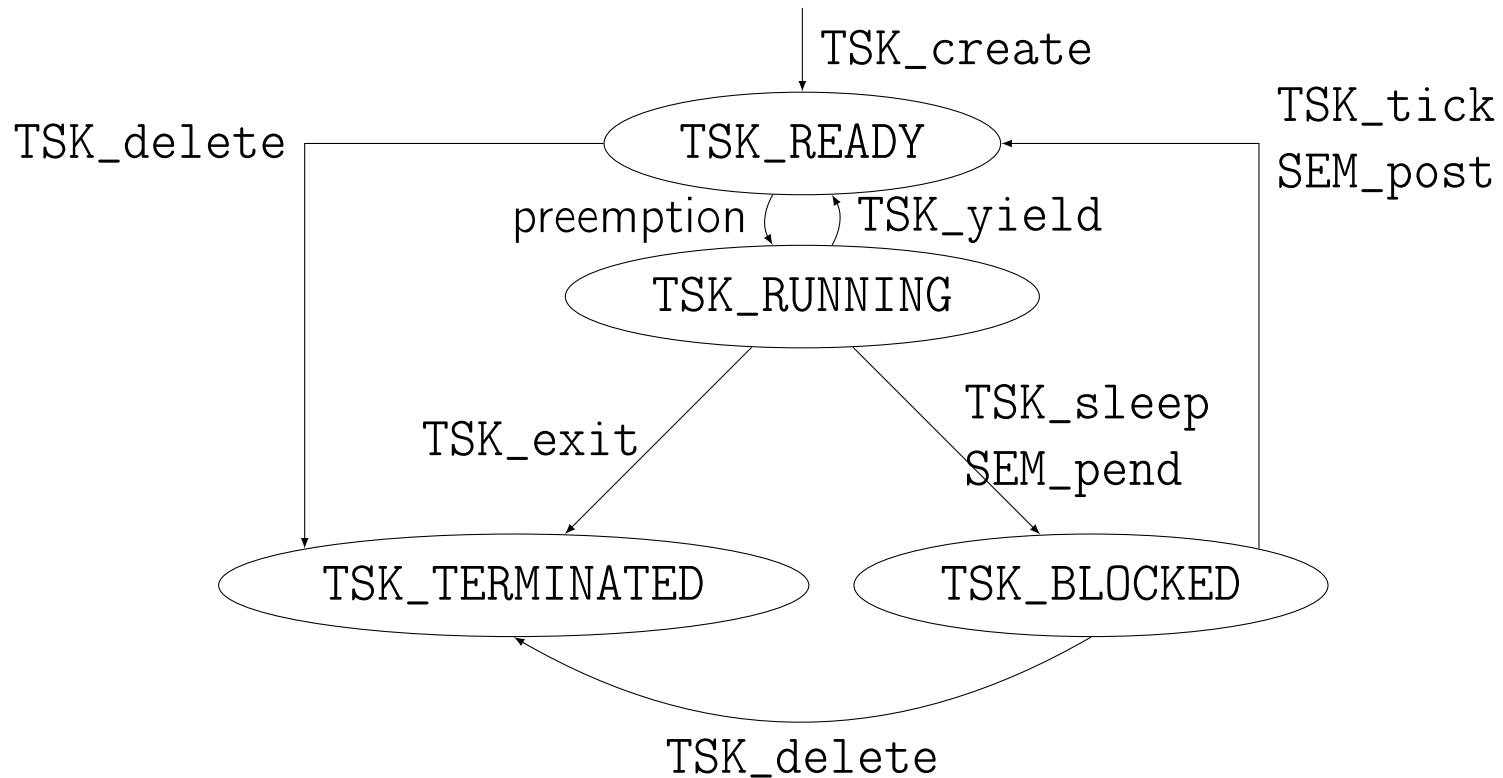 TSK_create
TSK_tick
SEM_post
TSK_delete
TSK_READY
preemption
TSK_yield
TSK_RUNNING
TSK_sleep
SEM_pend
TSK_exit
TSK_TERMINATED
TSK_BLOCKED
TSK_delete